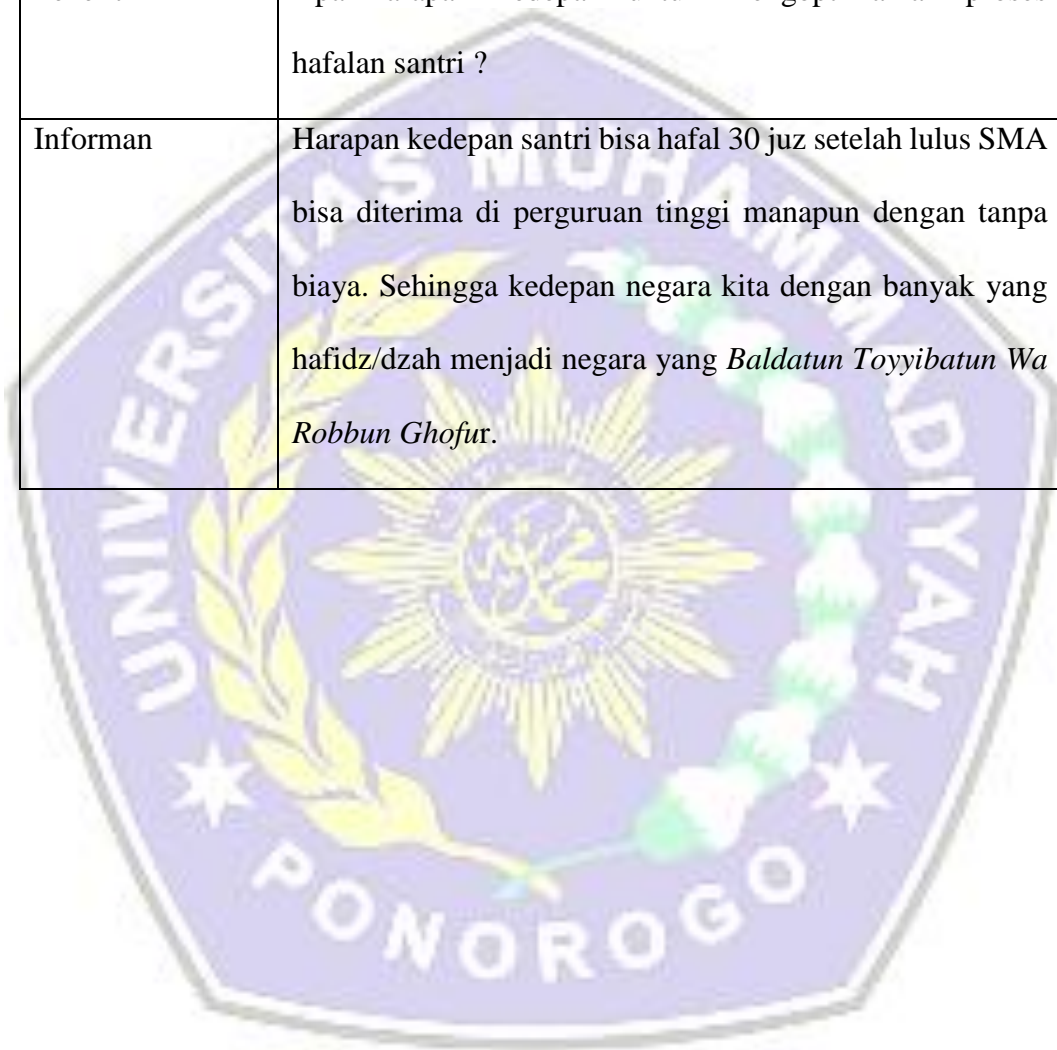 hafalan santri ?
Informan
Harapan kedepan santri bisa hafal 30 juz setelah lulus SMA
bisa diterima di perguruan tinggi manapun dengan tanpa
biaya. Sehingga kedepan negara kita dengan banyak yang
hafidz/dzah menjadi negara yang Baldatun Toyyibatun Wa
Robbun Ghofur.
UNIVERSITAS MUHAMMADIYAH
PONOROGO